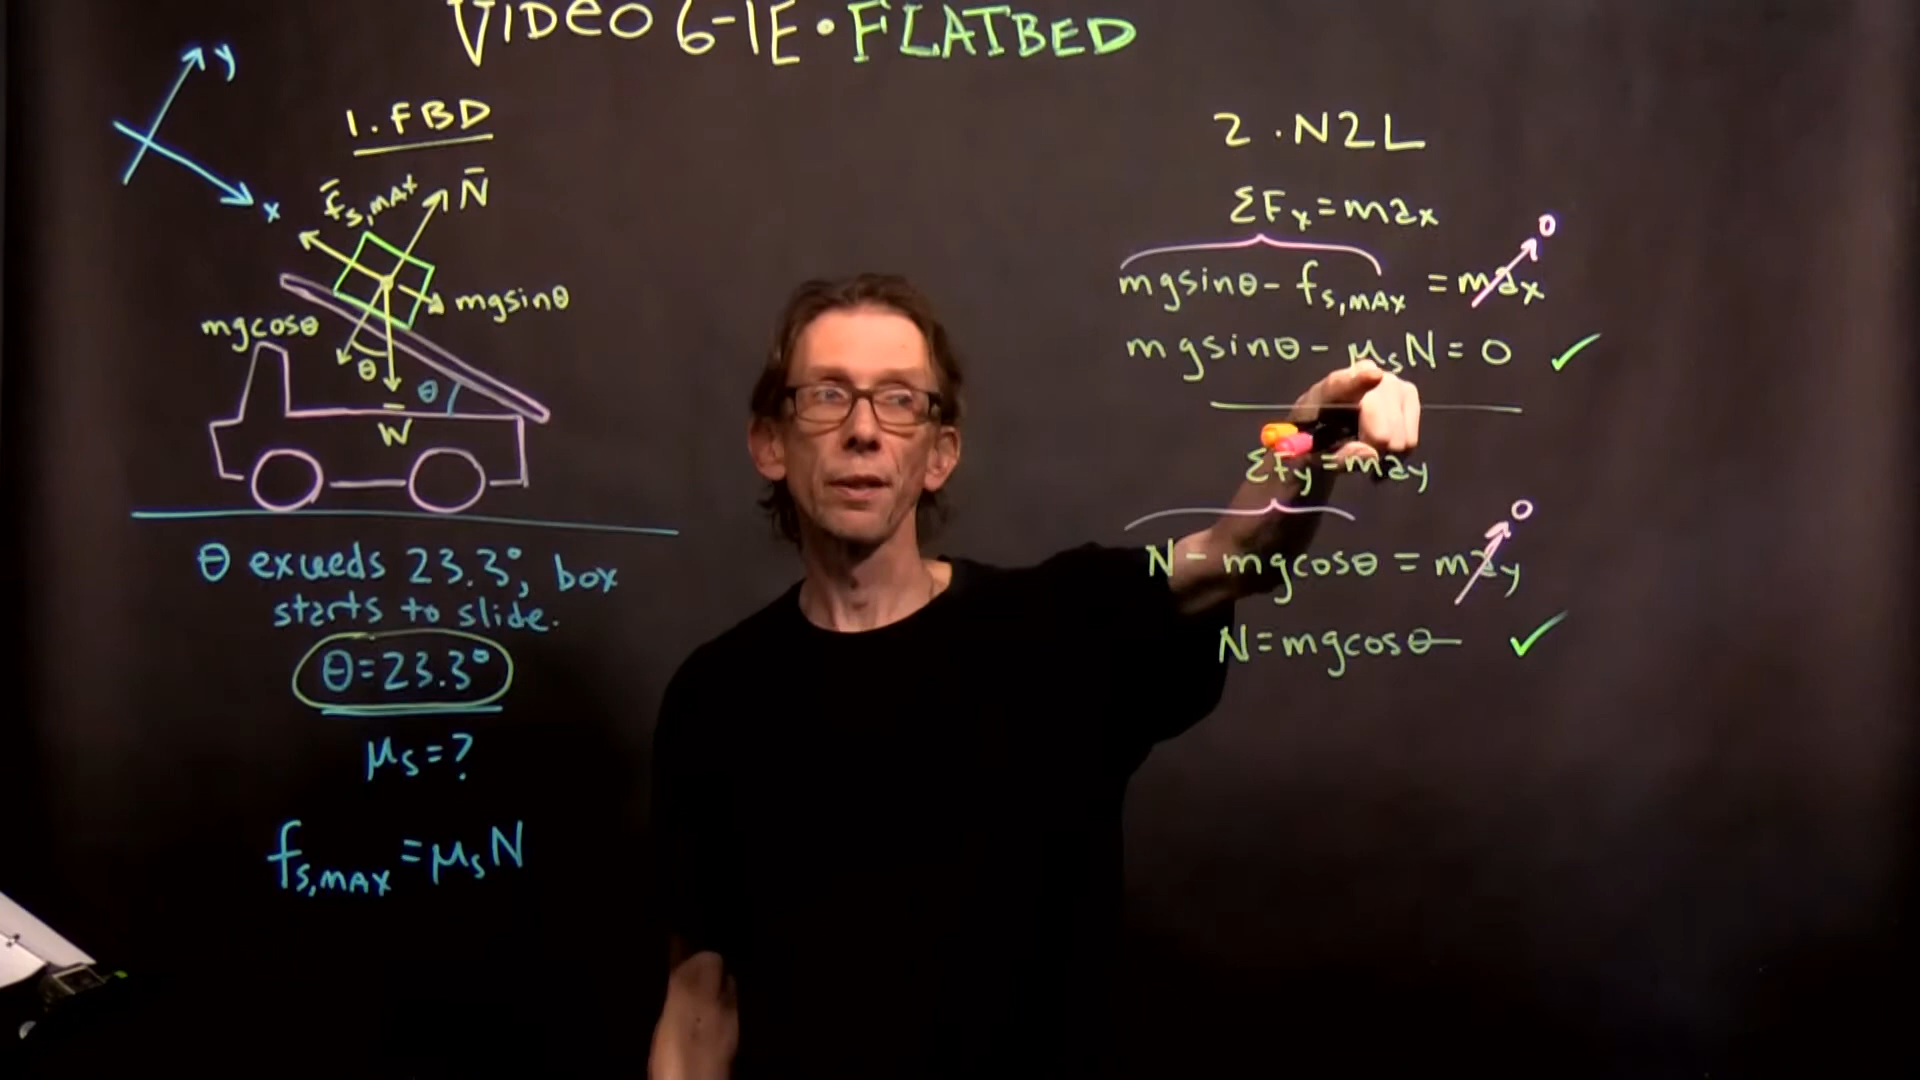 VIDEO 6-1E • FLATBED
y
x
1. FBD
f̄s,MAX
N̄
mgsinθ
mgcosθ
θ
θ
W̄
θ exceeds 23.3°, box
starts to slide.
θ=23.3°
μs=?
fs,MAX=μsN
2. N2L
ΣFx=max
mgsinθ-fs,MAX=max 0
mgsinθ-μsN=0 ✓
ΣFy=may
N-mgcosθ=may 0
N=mgcosθ ✓